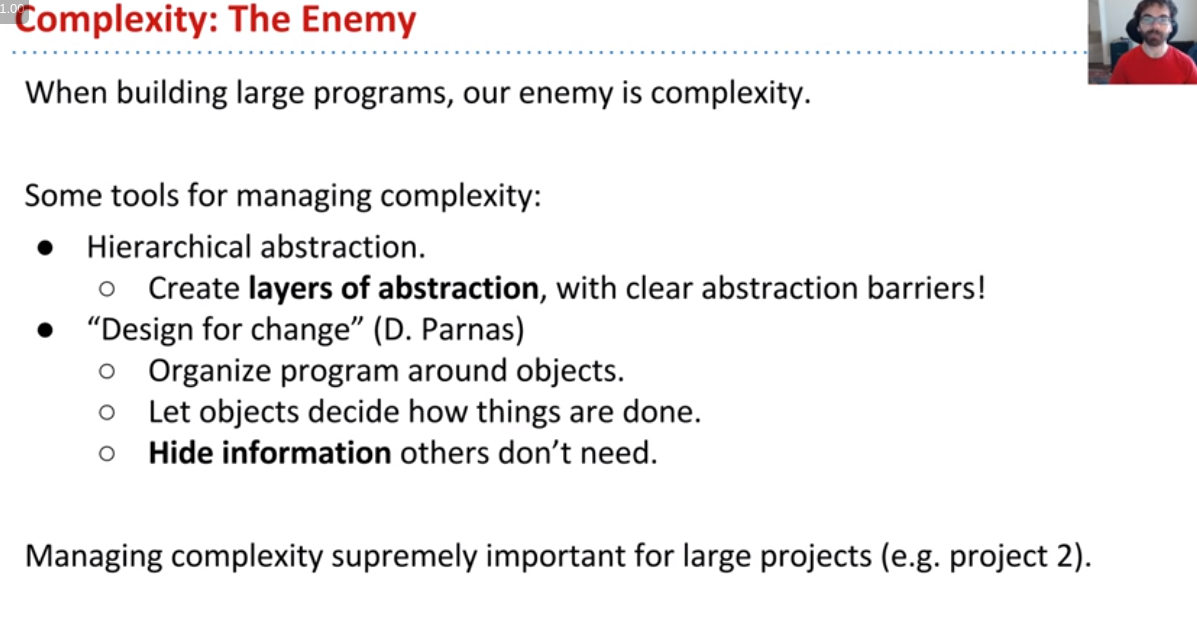 1.00
Complexity: The Enemy
When building large programs, our enemy is complexity.
Some tools for managing complexity:
● Hierarchical abstraction.
○ Create layers of abstraction, with clear abstraction barriers!
● “Design for change” (D. Parnas)
○ Organize program around objects.
○ Let objects decide how things are done.
○ Hide information others don’t need.
Managing complexity supremely important for large projects (e.g. project 2).